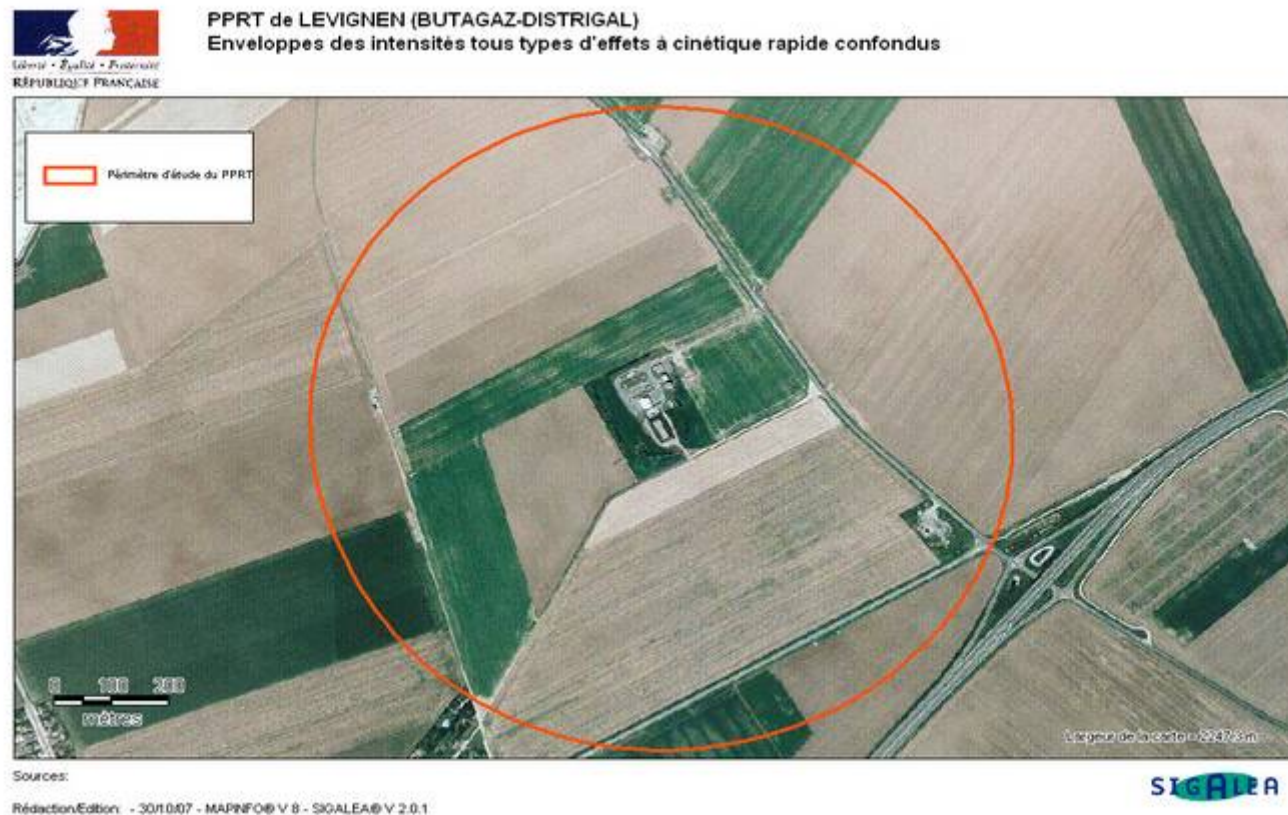 PPRT de LEVIGNEN (BUTAGAZ-DISTRIGAL)
Enveloppes des intensités tous types d'effets à cinétique rapide confondus
Liberté • Égalité • Fraternité
RÉPUBLIQUE FRANÇAISE
Périmètre d'étude du PPRT
0 100 200
mètres
Largeur de la carte = 2247.3 m
Sources:
SIGALEA
Rédaction/Edition: - 30/10/07 - MAPINFO® V 8 - SIGALEA® V 2.0.1